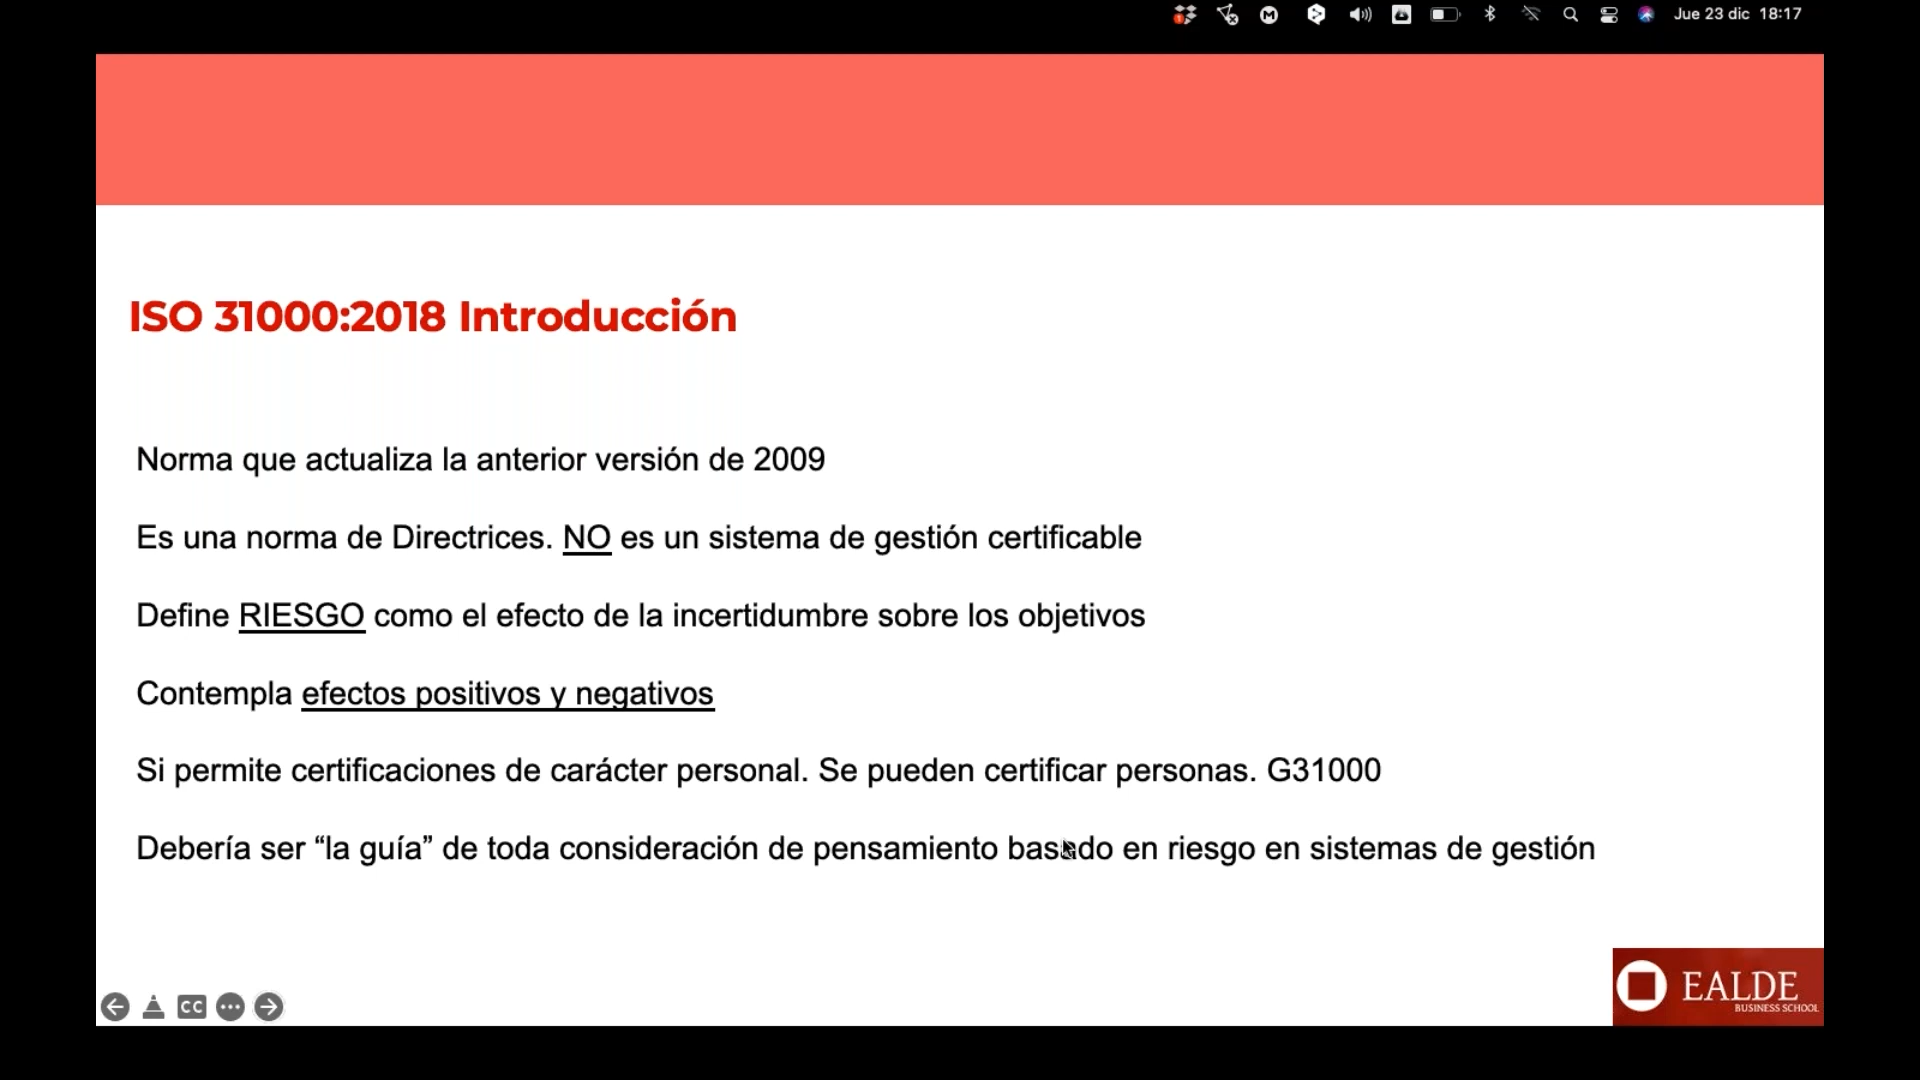 Jue 23 dic 18:17
ISO 31000:2018 Introducción
Norma que actualiza la anterior versión de 2009
Es una norma de Directrices. NO es un sistema de gestión certificable
Define RIESGO como el efecto de la incertidumbre sobre los objetivos
Contempla efectos positivos y negativos
Si permite certificaciones de carácter personal. Se pueden certificar personas. G31000
Debería ser “la guía” de toda consideración de pensamiento basado en riesgo en sistemas de gestión
CC
EALDE
BUSINESS SCHOOL